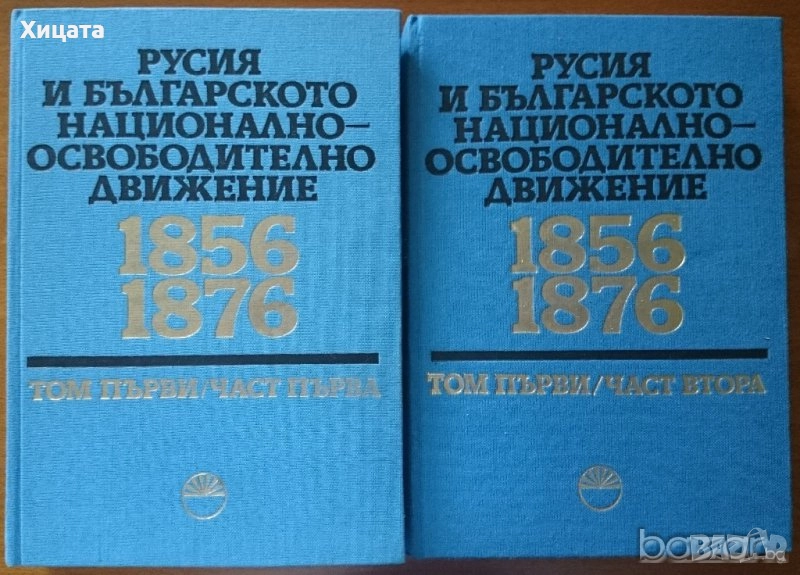 Хицата
РУСИЯ
И БЪЛГАРСКОТО
НАЦИОНАЛНО-
ОСВОБОДИТЕЛНО
ДВИЖЕНИЕ
1856
1876
ТОМ ПЪРВИ/ЧАСТ ПЪРВА
РУСИЯ
И БЪЛГАРСКОТО
НАЦИОНАЛНО-
ОСВОБОДИТЕЛНО
ДВИЖЕНИЕ
1856
1876
ТОМ ПЪРВИ/ЧАСТ ВТОРА